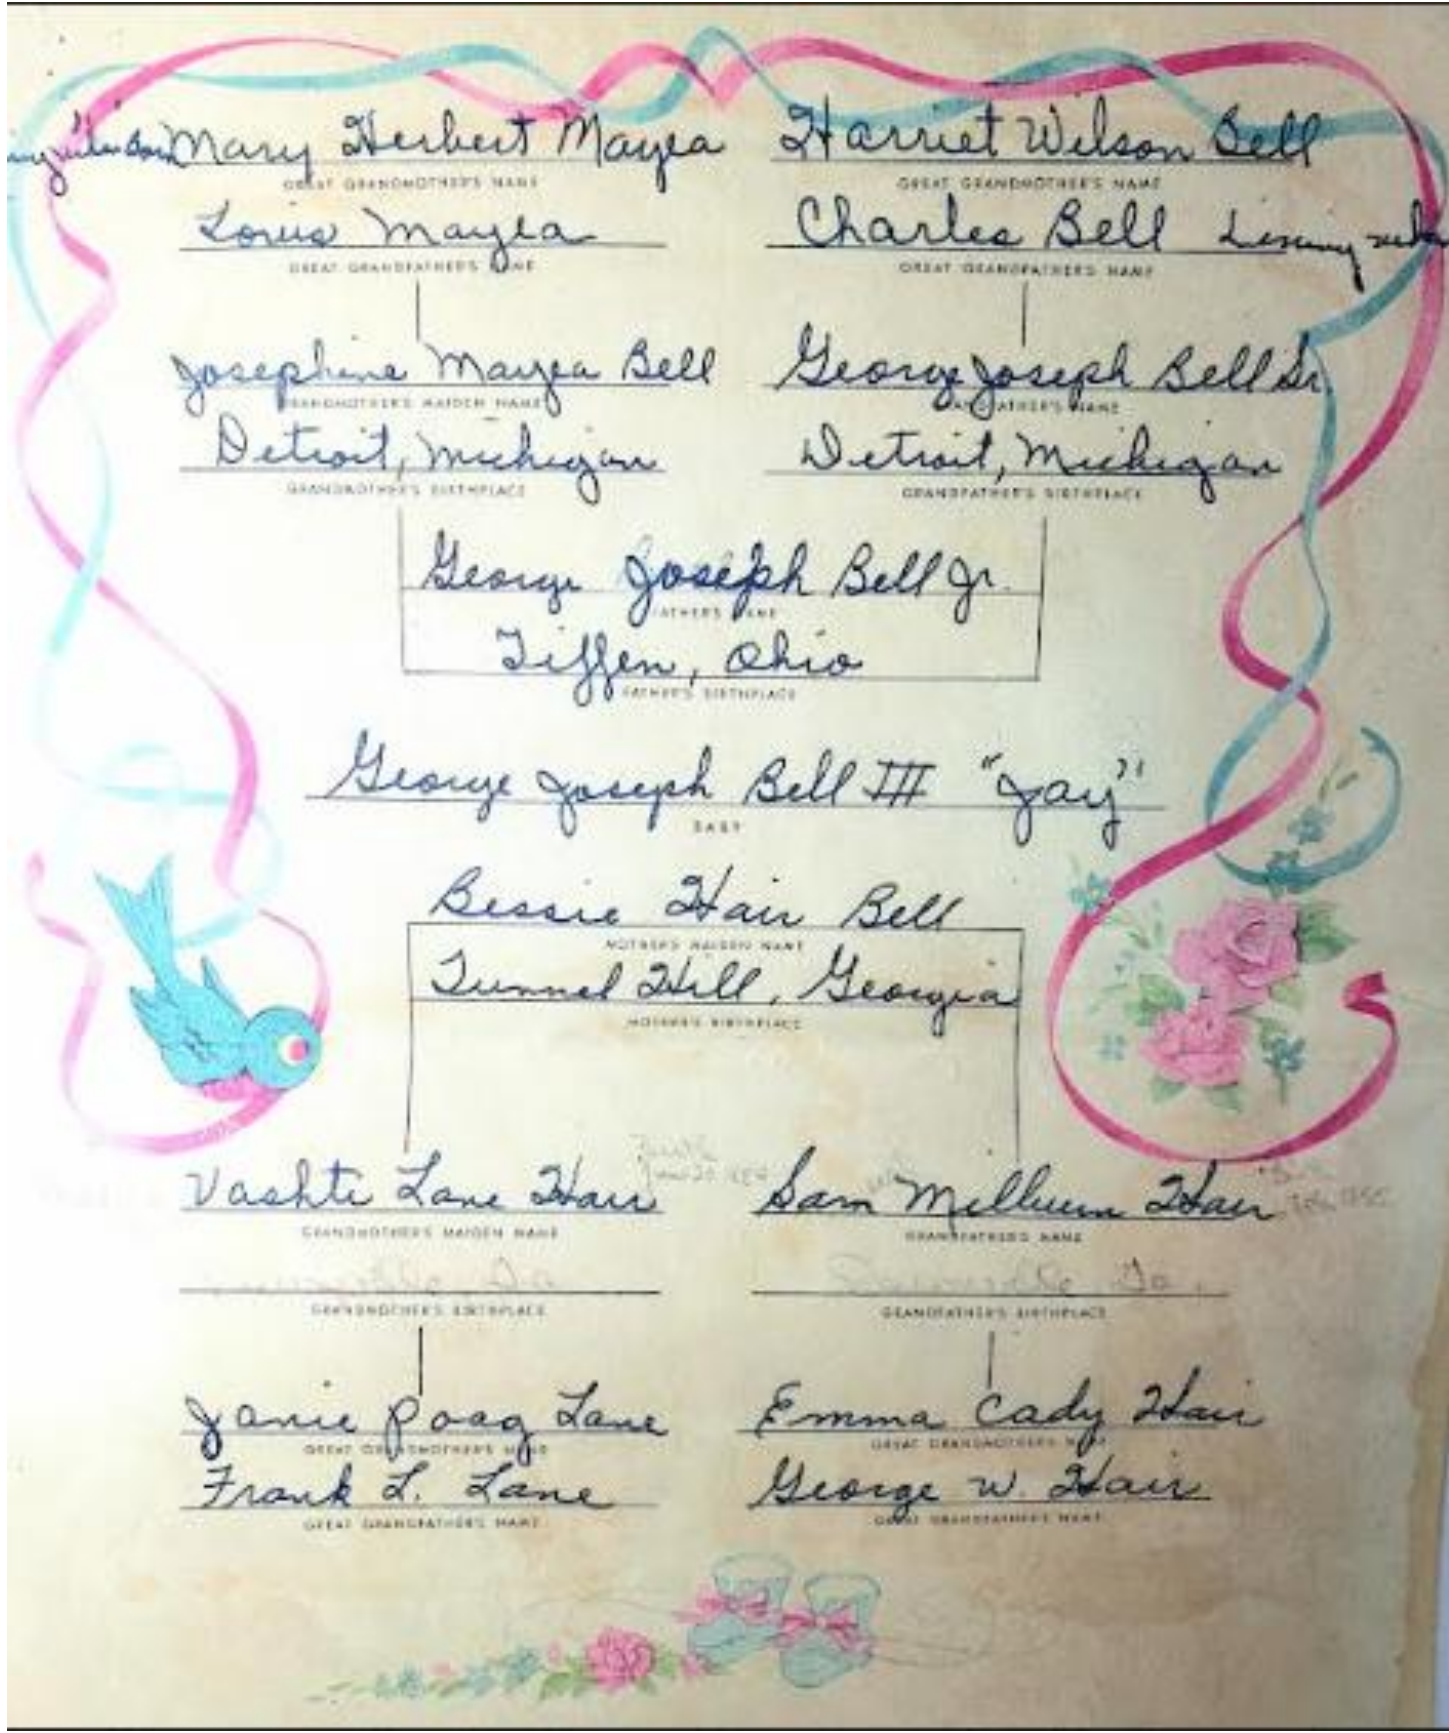 Mary Herbert Mayea
Harriet Wilson Bell
GREAT GRANDMOTHER'S NAME
GREAT GRANDMOTHER'S NAME
Louis Mayea
Charles Bell Living
GREAT GRANDFATHER'S NAME
GREAT GRANDFATHER'S NAME
Josephine Mayea Bell
George Joseph Bell Sr.
GRANDMOTHER'S MAIDEN NAME
GRANDFATHER'S NAME
Detroit, Michigan
Detroit, Michigan
GRANDMOTHER'S BIRTHPLACE
GRANDFATHER'S BIRTHPLACE
George Joseph Bell Jr.
FATHER'S NAME
Tiffen, Ohio
FATHER'S BIRTHPLACE
George Joseph Bell III "Jay"
BABY
Bessie Hair Bell
MOTHER'S MAIDEN NAME
Tunnel Hill, Georgia
MOTHER'S BIRTHPLACE
Vashti Lane Hair
Sam Hair
GRANDMOTHER'S MAIDEN NAME
GRANDFATHER'S NAME
Ga
Ga.
GRANDMOTHER'S BIRTHPLACE
GRANDFATHER'S BIRTHPLACE
Janie Poag Lane
Emma Cady Hair
GREAT GRANDMOTHER'S NAME
GREAT GRANDMOTHER'S NAME
Frank L. Lane
George W. Hair
GREAT GRANDFATHER'S NAME
GREAT GRANDFATHER'S NAME